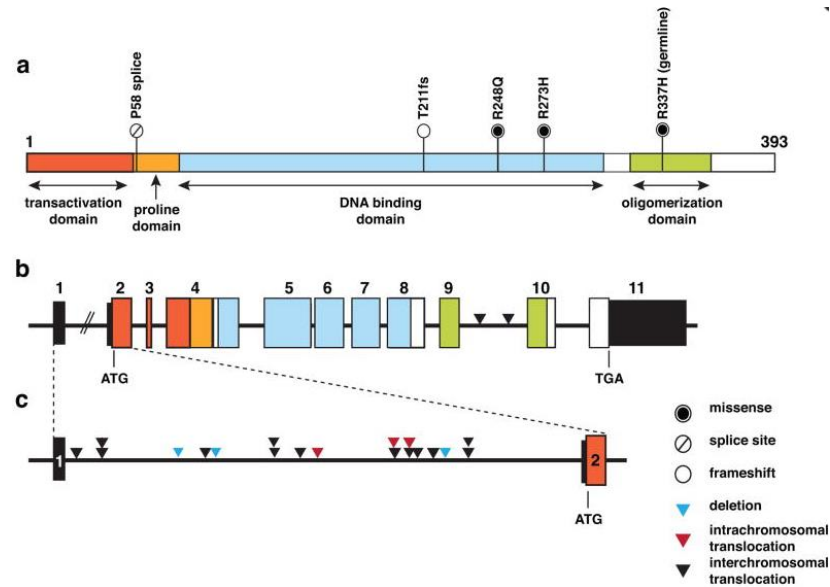 a
P58 splice
T211fs
R248Q
R273H
R337H (germline)
1
393
transactivation
domain
proline
domain
DNA binding
domain
oligomerization
domain
b
1
2
3
4
5
6
7
8
9
10
11
ATG
TGA
c
1
2
ATG
missense
splice site
frameshift
deletion
intrachromosomal
translocation
interchromosomal
translocation